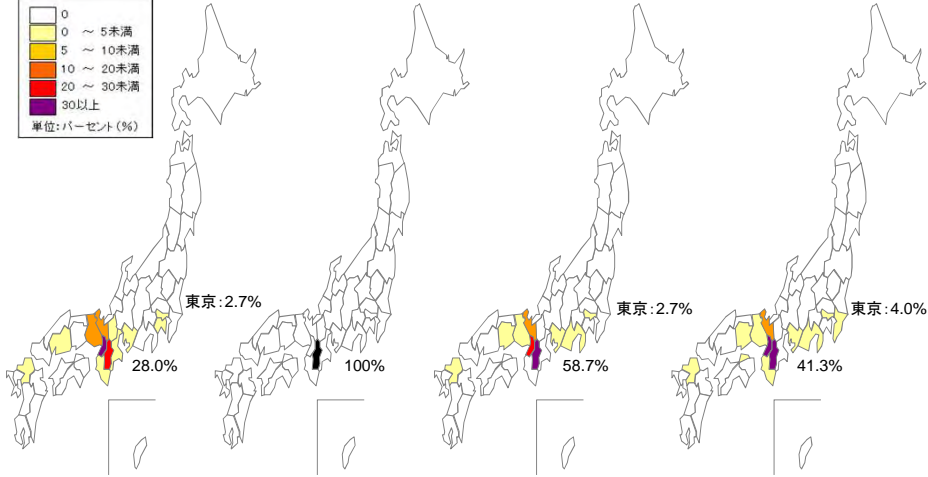 0
0 ～ 5未満
5 ～ 10未満
10 ～ 20未満
20 ～ 30未満
30以上
単位：パーセント（%）
東京：2.7%
28.0%
100%
東京：2.7%
58.7%
東京：4.0%
41.3%